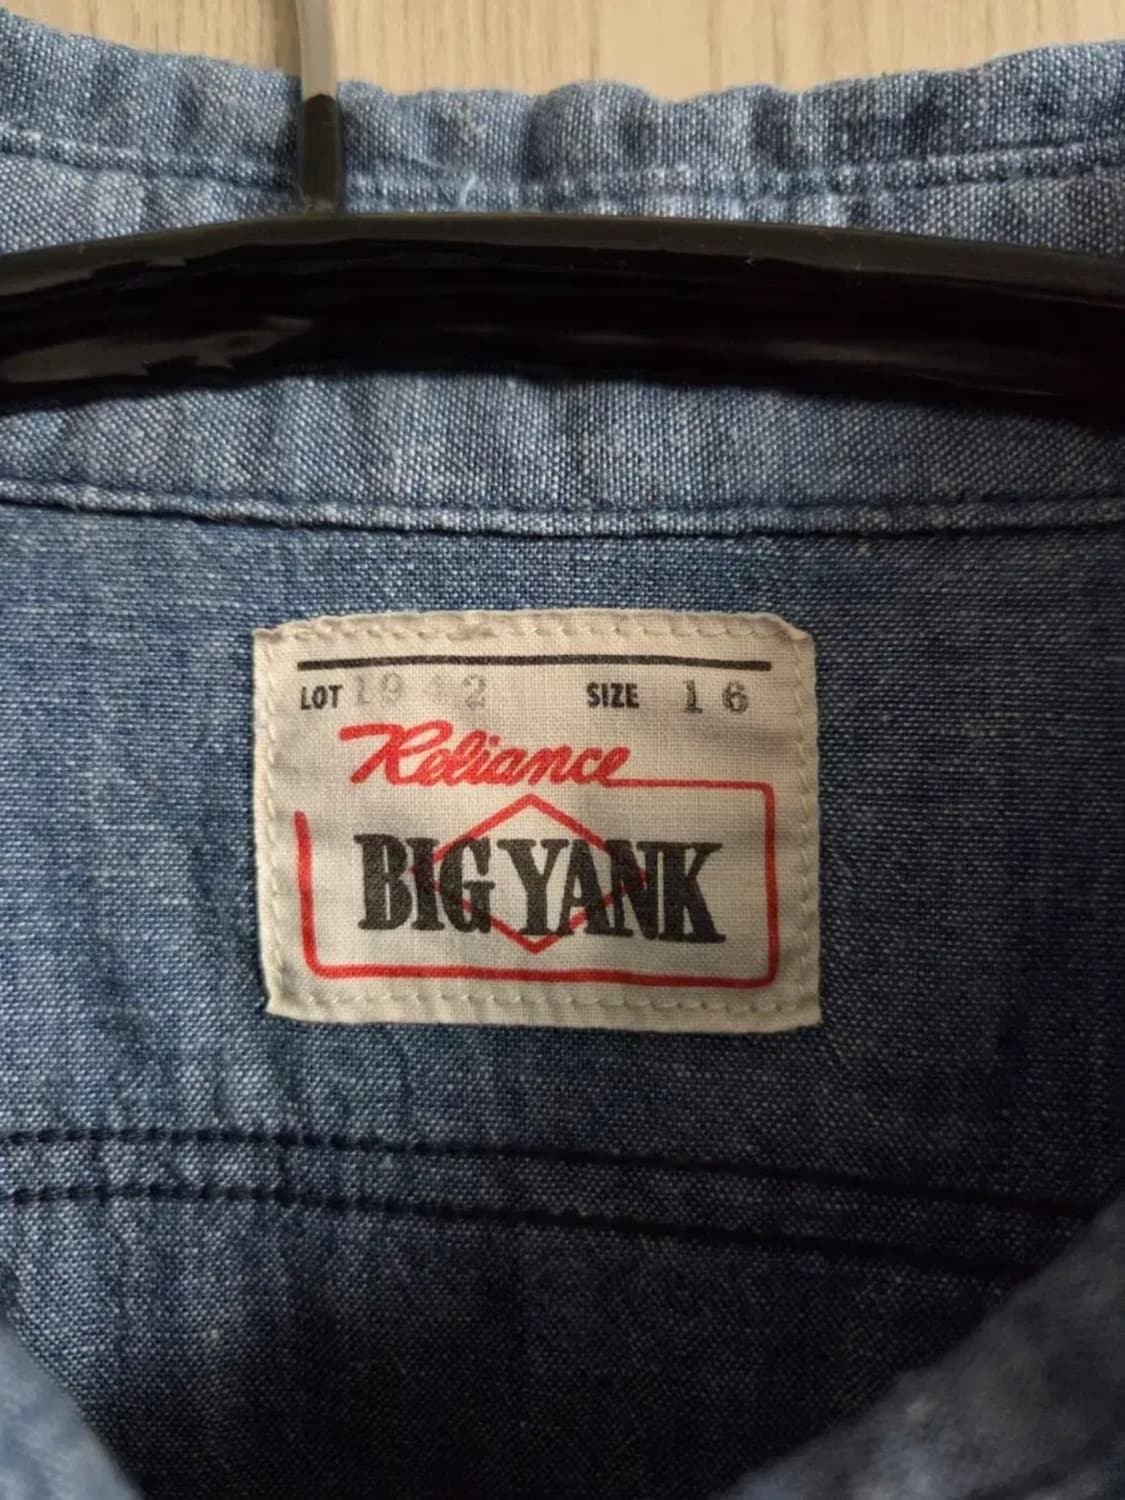 LOT 1942 SIZE 16
Reliance
BIG YANK